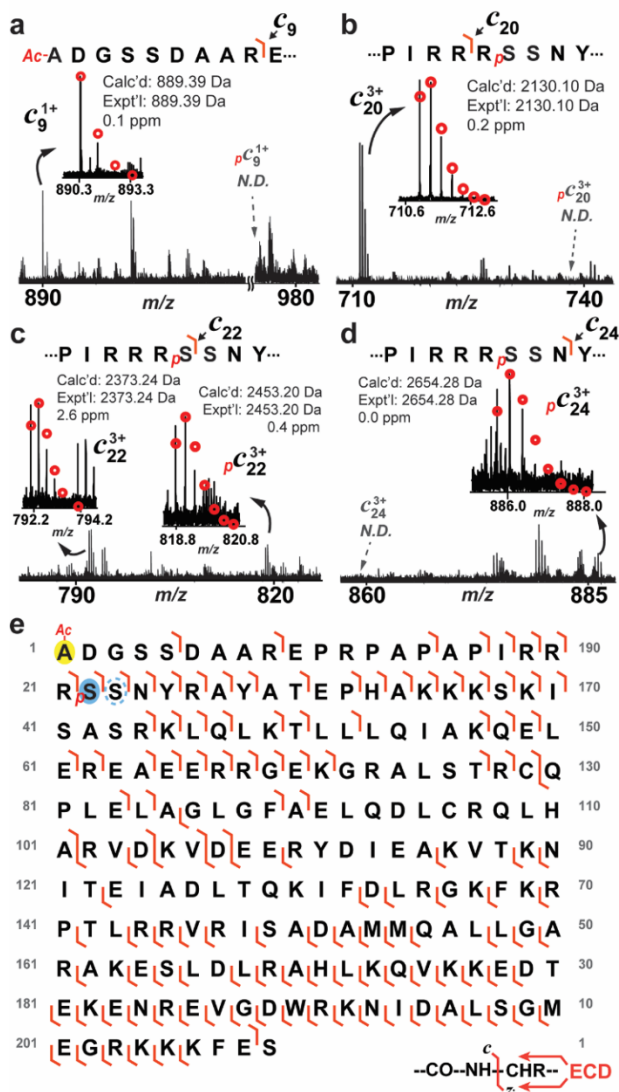 a
c9
Ac-A D G S S D A A R E···
Calc'd: 889.39 Da
Expt'l: 889.39 Da
0.1 ppm
c9 1+
pc9 1+
N.D.
890.3 893.3
m/z
890 m/z 980
b
c20
···P I R R R pS S N Y···
Calc'd: 2130.10 Da
Expt'l: 2130.10 Da
0.2 ppm
c20 3+
pc20 3+
N.D.
710.6 712.6
m/z
710 m/z 740
c
c22
···P I R R R pS S N Y···
Calc'd: 2373.24 Da
Expt'l: 2373.24 Da
2.6 ppm
Calc'd: 2453.20 Da
Expt'l: 2453.20 Da
0.4 ppm
c22 3+
pc22 3+
792.2 794.2
m/z
818.8 820.8
m/z
790 m/z 820
d
c24
···P I R R R pS S N Y···
Calc'd: 2654.28 Da
Expt'l: 2654.28 Da
0.0 ppm
pc24 3+
c24 3+
N.D.
886.0 888.0
m/z
860 m/z 885
e
Ac
1 A D G S S D A A R E P R P A P A P I R R 190
21 R pS S N Y R A Y A T E P H A K K K S K I 170
41 S A S R K L Q L K T L L L Q I A K Q E L 150
61 E R E A E E R R G E K G R A L S T R C Q 130
81 P L E L A G L G F A E L Q D L C R Q L H 110
101 A R V D K V D E E R Y D I E A K V T K N 90
121 I T E I A D L T Q K I F D L R G K F K R 70
141 P T L R R V R I S A D A M M Q A L L G A 50
161 R A K E S L D L R A H L K Q V K K E D T 30
181 E K E N R E V G D W R K N I D A L S G M 10
201 E G R K K K F E S 1
c
--CO--NH--CHR-- ECD
z·